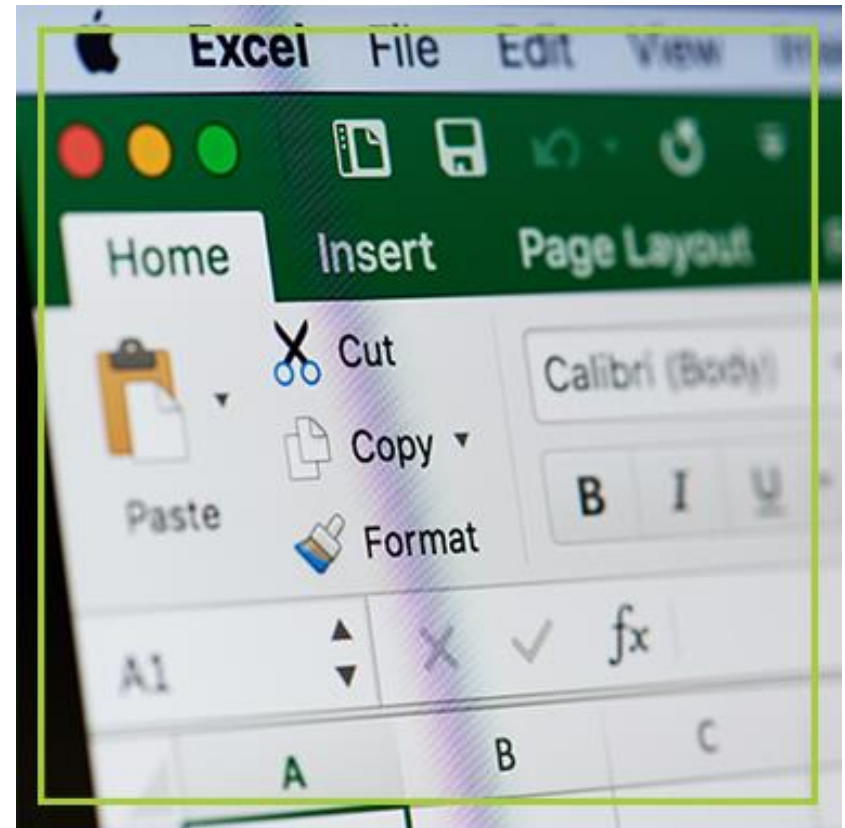 Excel File Edit View
Home Insert Page Layout
Cut
Calibri (Body)
Copy
Paste
B I U
Format
A1
fx
A B C